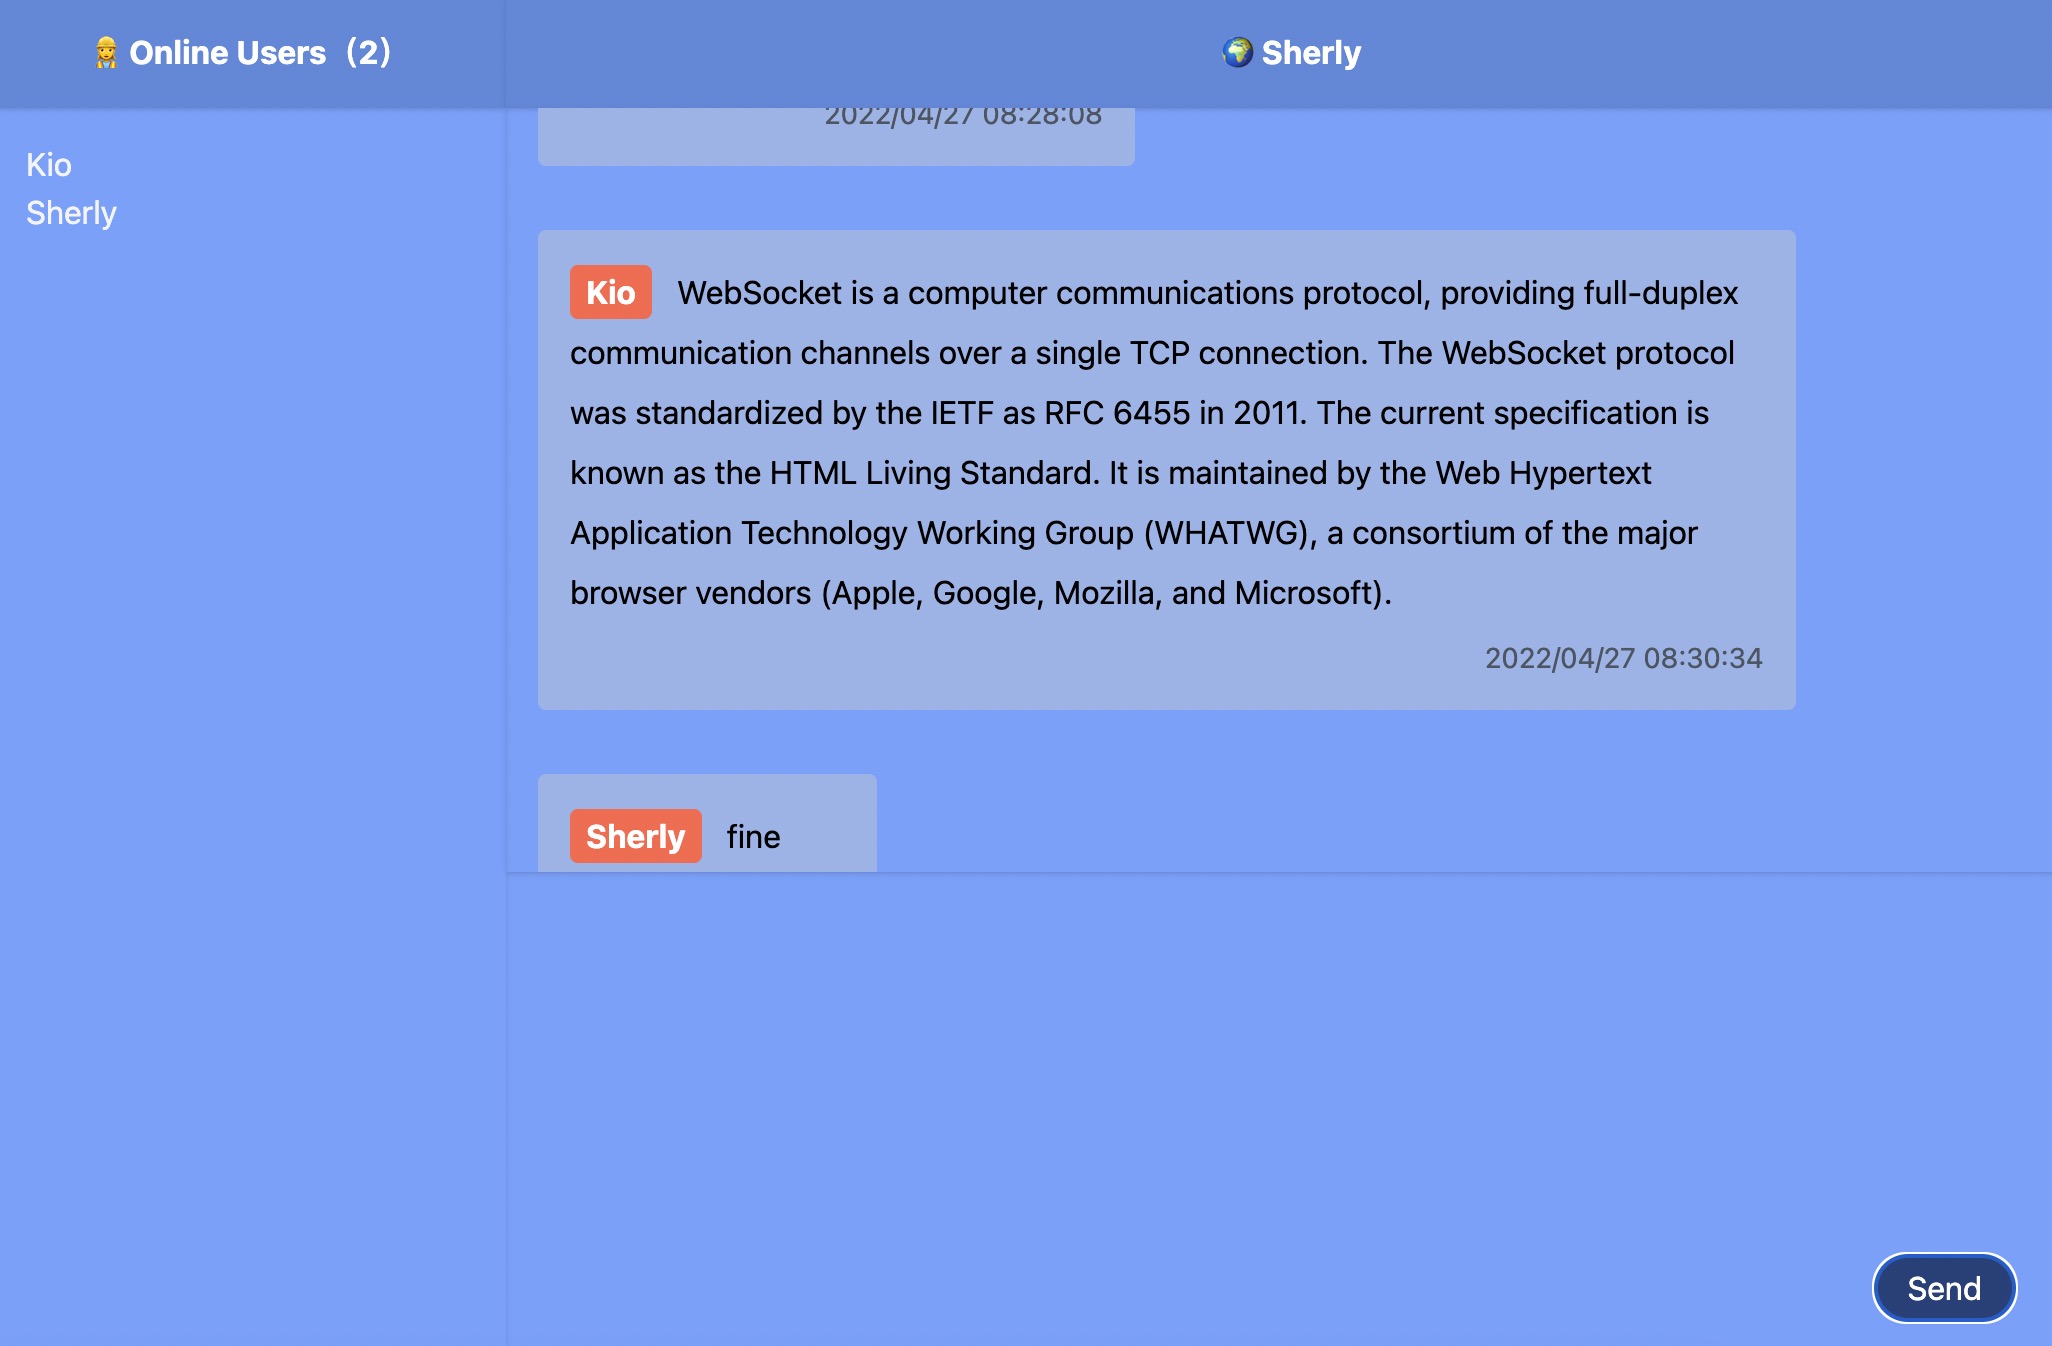 Online Users (2)
Sherly
Kio
Sherly
2022/04/27 08:28:08
Kio WebSocket is a computer communications protocol, providing full-duplex
communication channels over a single TCP connection. The WebSocket protocol
was standardized by the IETF as RFC 6455 in 2011. The current specification is
known as the HTML Living Standard. It is maintained by the Web Hypertext
Application Technology Working Group (WHATWG), a consortium of the major
browser vendors (Apple, Google, Mozilla, and Microsoft).
2022/04/27 08:30:34
Sherly fine
Send